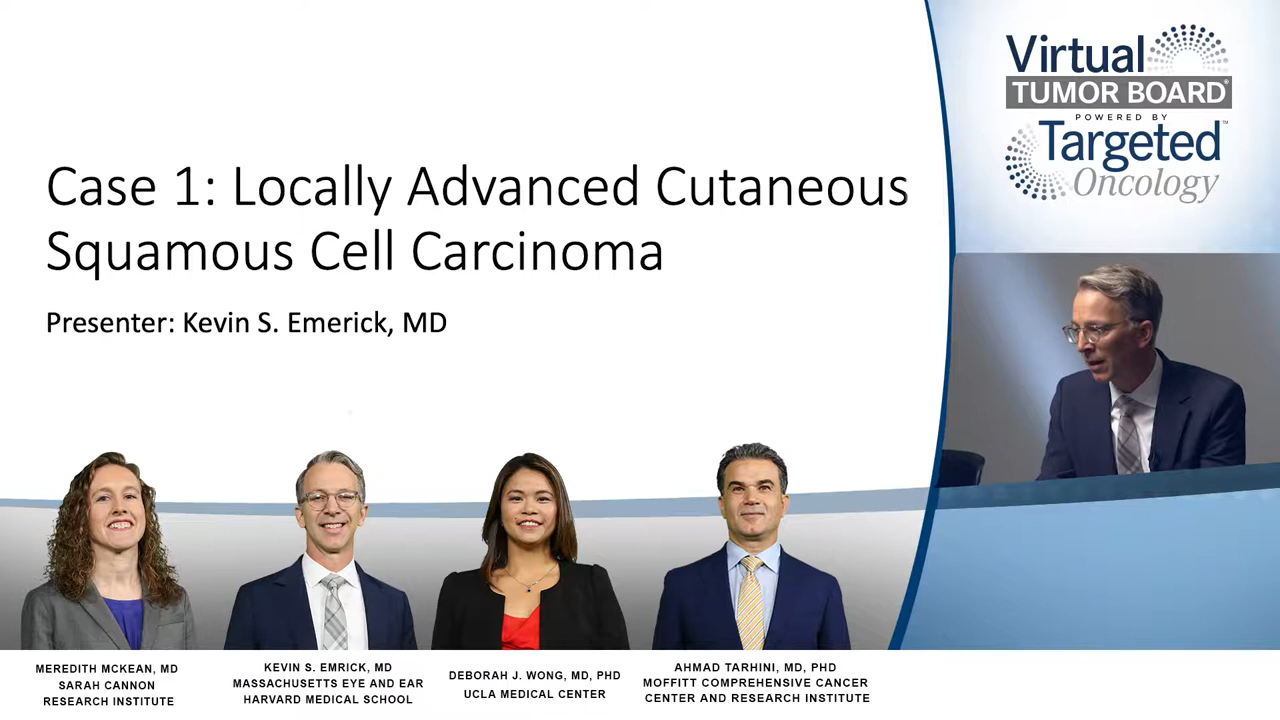 Case 1: Locally Advanced Cutaneous
Squamous Cell Carcinoma
Presenter: Kevin S. Emerick, MD
Virtual
TUMOR BOARD®
POWERED BY
Targeted™
Oncology
MEREDITH MCKEAN, MD
SARAH CANNON
RESEARCH INSTITUTE
KEVIN S. EMRICK, MD
MASSACHUSETTS EYE AND EAR
HARVARD MEDICAL SCHOOL
DEBORAH J. WONG, MD, PHD
UCLA MEDICAL CENTER
AHMAD TARHINI, MD, PHD
MOFFITT COMPREHENSIVE CANCER
CENTER AND RESEARCH INSTITUTE